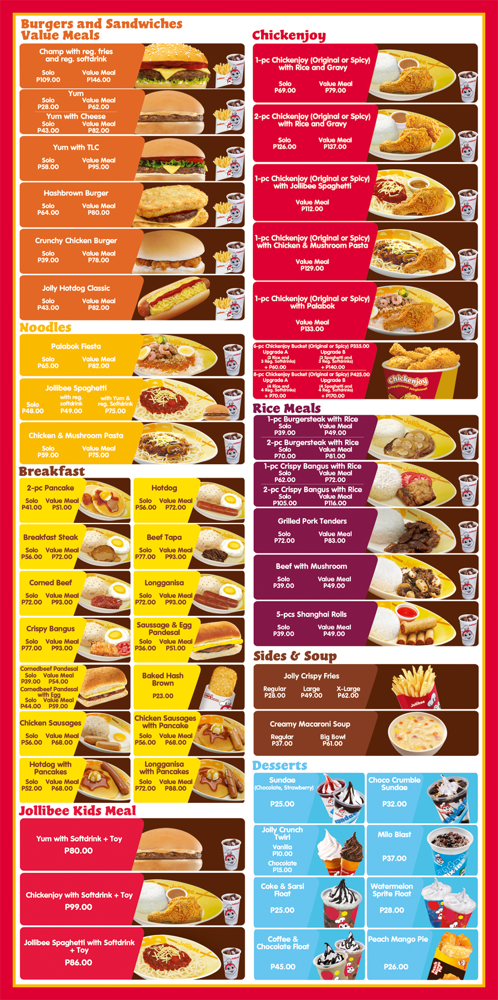 Burgers and Sandwiches
Value Meals
Champ with reg. fries
and reg. softdrink
Solo Value Meal
P109.00 P146.00
Yum
Solo Value Meal
P28.00 P62.00
Yum with Cheese
Solo Value Meal
P43.00 P82.00
Yum with TLC
Solo Value Meal
P58.00 P95.00
Hashbrown Burger
Solo Value Meal
P64.00 P80.00
Crunchy Chicken Burger
Solo Value Meal
P39.00 P78.00
Jolly Hotdog Classic
Solo Value Meal
P43.00 P82.00
Noodles
Palabok Fiesta
Solo Value Meal
P65.00 P82.00
Jollibee Spaghetti
with reg. with Yum &
Solo softdrink reg. Softdrink
P48.00 P49.00 P75.00
Chicken & Mushroom Pasta
Solo Value Meal
P59.00 P75.00
Breakfast
2-pc Pancake
Solo Value Meal
P41.00 P51.00
Hotdog
Solo Value Meal
P56.00 P72.00
Breakfast Steak
Solo Value Meal
P56.00 P72.00
Beef Tapa
Solo Value Meal
P77.00 P93.00
Corned Beef
Solo Value Meal
P72.00 P93.00
Longganisa
Solo Value Meal
P72.00 P93.00
Crispy Bangus
Solo Value Meal
P77.00 P93.00
Saussage & Egg
Pandesal
Solo Value Meal
P36.00 P51.00
Cornedbeef Pandesal
Solo Value Meal
P39.00 P54.00
Cornedbeef Pandesal
with Egg
Solo Value Meal
P44.00 P59.00
Baked Hash
Brown
P23.00
Chicken Sausages
Solo Value Meal
P56.00 P68.00
Chicken Sausages
with Pancake
Solo Value Meal
P56.00 P68.00
Hotdog with
Pancakes
Solo Value Meal
P52.00 P68.00
Longganisa
with Pancakes
Solo Value Meal
P72.00 P88.00
Jollibee Kids Meal
Yum with Softdrink + Toy
P80.00
Chickenjoy with Softdrink + Toy
P99.00
Jollibee Spaghetti with Softdrink
+ Toy
P86.00
Chickenjoy
1-pc Chickenjoy (Original or Spicy)
with Rice and Gravy
Solo Value Meal
P69.00 P79.00
2-pc Chickenjoy (Original or Spicy)
with Rice and Gravy
Solo Value Meal
P126.00 P137.00
1-pc Chickenjoy (Original or Spicy)
with Jollibee Spaghetti
Value Meal
P112.00
1-pc Chickenjoy (Original or Spicy)
with Chicken & Mushroom Pasta
Value Meal
P129.00
1-pc Chickenjoy (Original or Spicy)
with Palabok
Value Meal
P133.00
6-pc Chickenjoy Bucket (Original or Spicy) P335.00
Upgrade A Upgrade B
(3 Rice and (3 Spaghetti and
3 Reg. Softdrinks) 3 Reg. Softdrinks)
+ P60.00 + P140.00
8-pc Chickenjoy Bucket (Original or Spicy) P425.00
Upgrade A Upgrade B
(4 Rice and (4 Spaghetti and
4 Reg. Softdrinks) 4 Reg. Softdrinks)
+ P70.00 + P170.00
Chickenjoy
Crispylicious! Juicylicious!
Rice Meals
1-pc Burgersteak with Rice
Solo Value Meal
P39.00 P49.00
2-pc Burgersteak with Rice
Solo Value Meal
P70.00 P81.00
1-pc Crispy Bangus with Rice
Solo Value Meal
P62.00 P72.00
2-pc Crispy Bangus with Rice
Solo Value Meal
P105.00 P116.00
Grilled Pork Tenders
Solo Value Meal
P72.00 P83.00
Beef with Mushroom
Solo Value Meal
P39.00 P49.00
5-pcs Shanghai Rolls
Solo Value Meal
P39.00 P49.00
Sides & Soup
Jolly Crispy Fries
Regular Large X-Large
P28.00 P49.00 P62.00
Jollibee
Creamy Macaroni Soup
Regular Big Bowl
P37.00 P61.00
Desserts
Sundae
(Chocolate, Strawberry)
P25.00
Choco Crumble
Sundae
P32.00
Jolly Crunch
Twirl
Vanilla
P10.00
Chocolate
P15.00
Milo Blast
P37.00
Coke & Sarsi
Float
P25.00
Watermelon
Sprite Float
P28.00
Coffee &
Chocolate Float
P45.00
Peach Mango Pie
P26.00
Peach
Mango
Pie